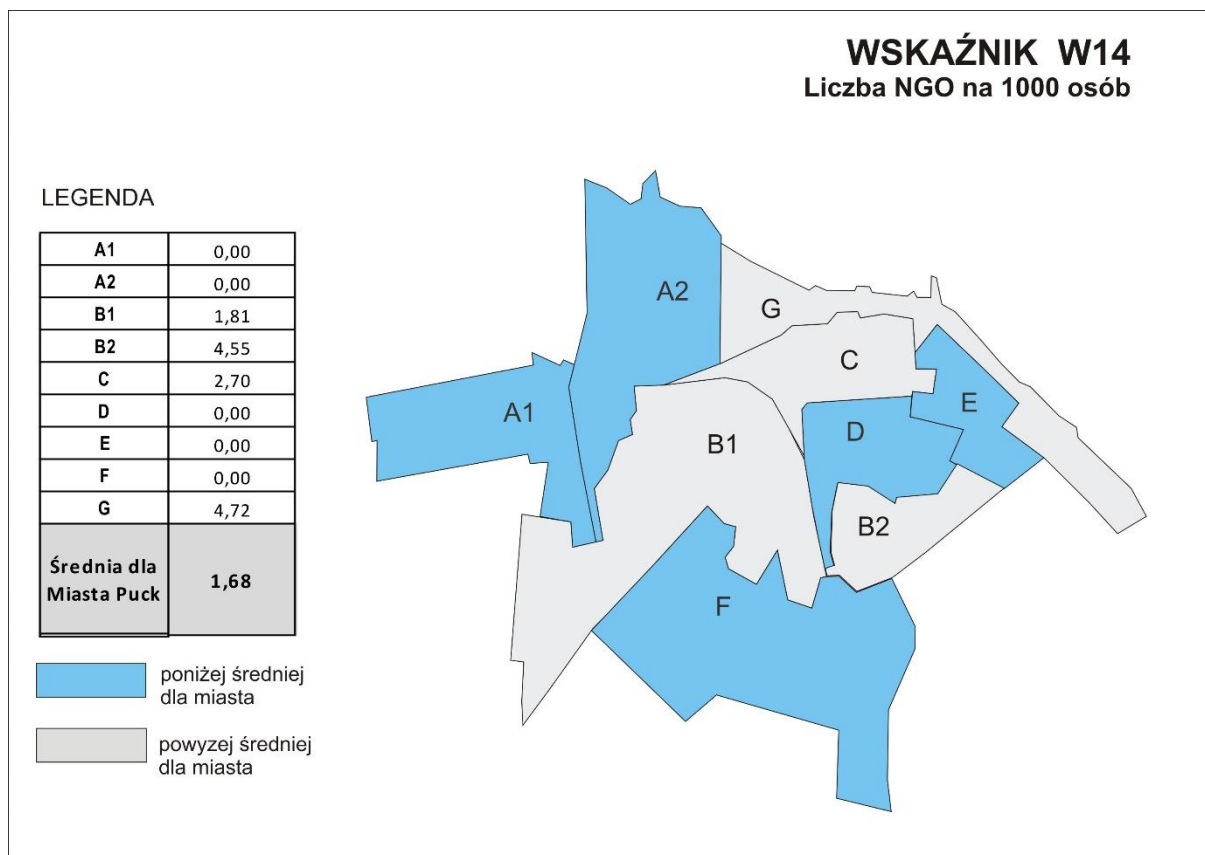 WSKAŹNIK W14
Liczba NGO na 1000 osób
LEGENDA
A1 0,00
A2 0,00
B1 1,81
B2 4,55
C 2,70
D 0,00
E 0,00
F 0,00
G 4,72
Średnia dla
Miasta Puck 1,68
poniżej średniej
dla miasta
powyzej średniej
dla miasta
A2
G
C
A1
E
D
B1
B2
F